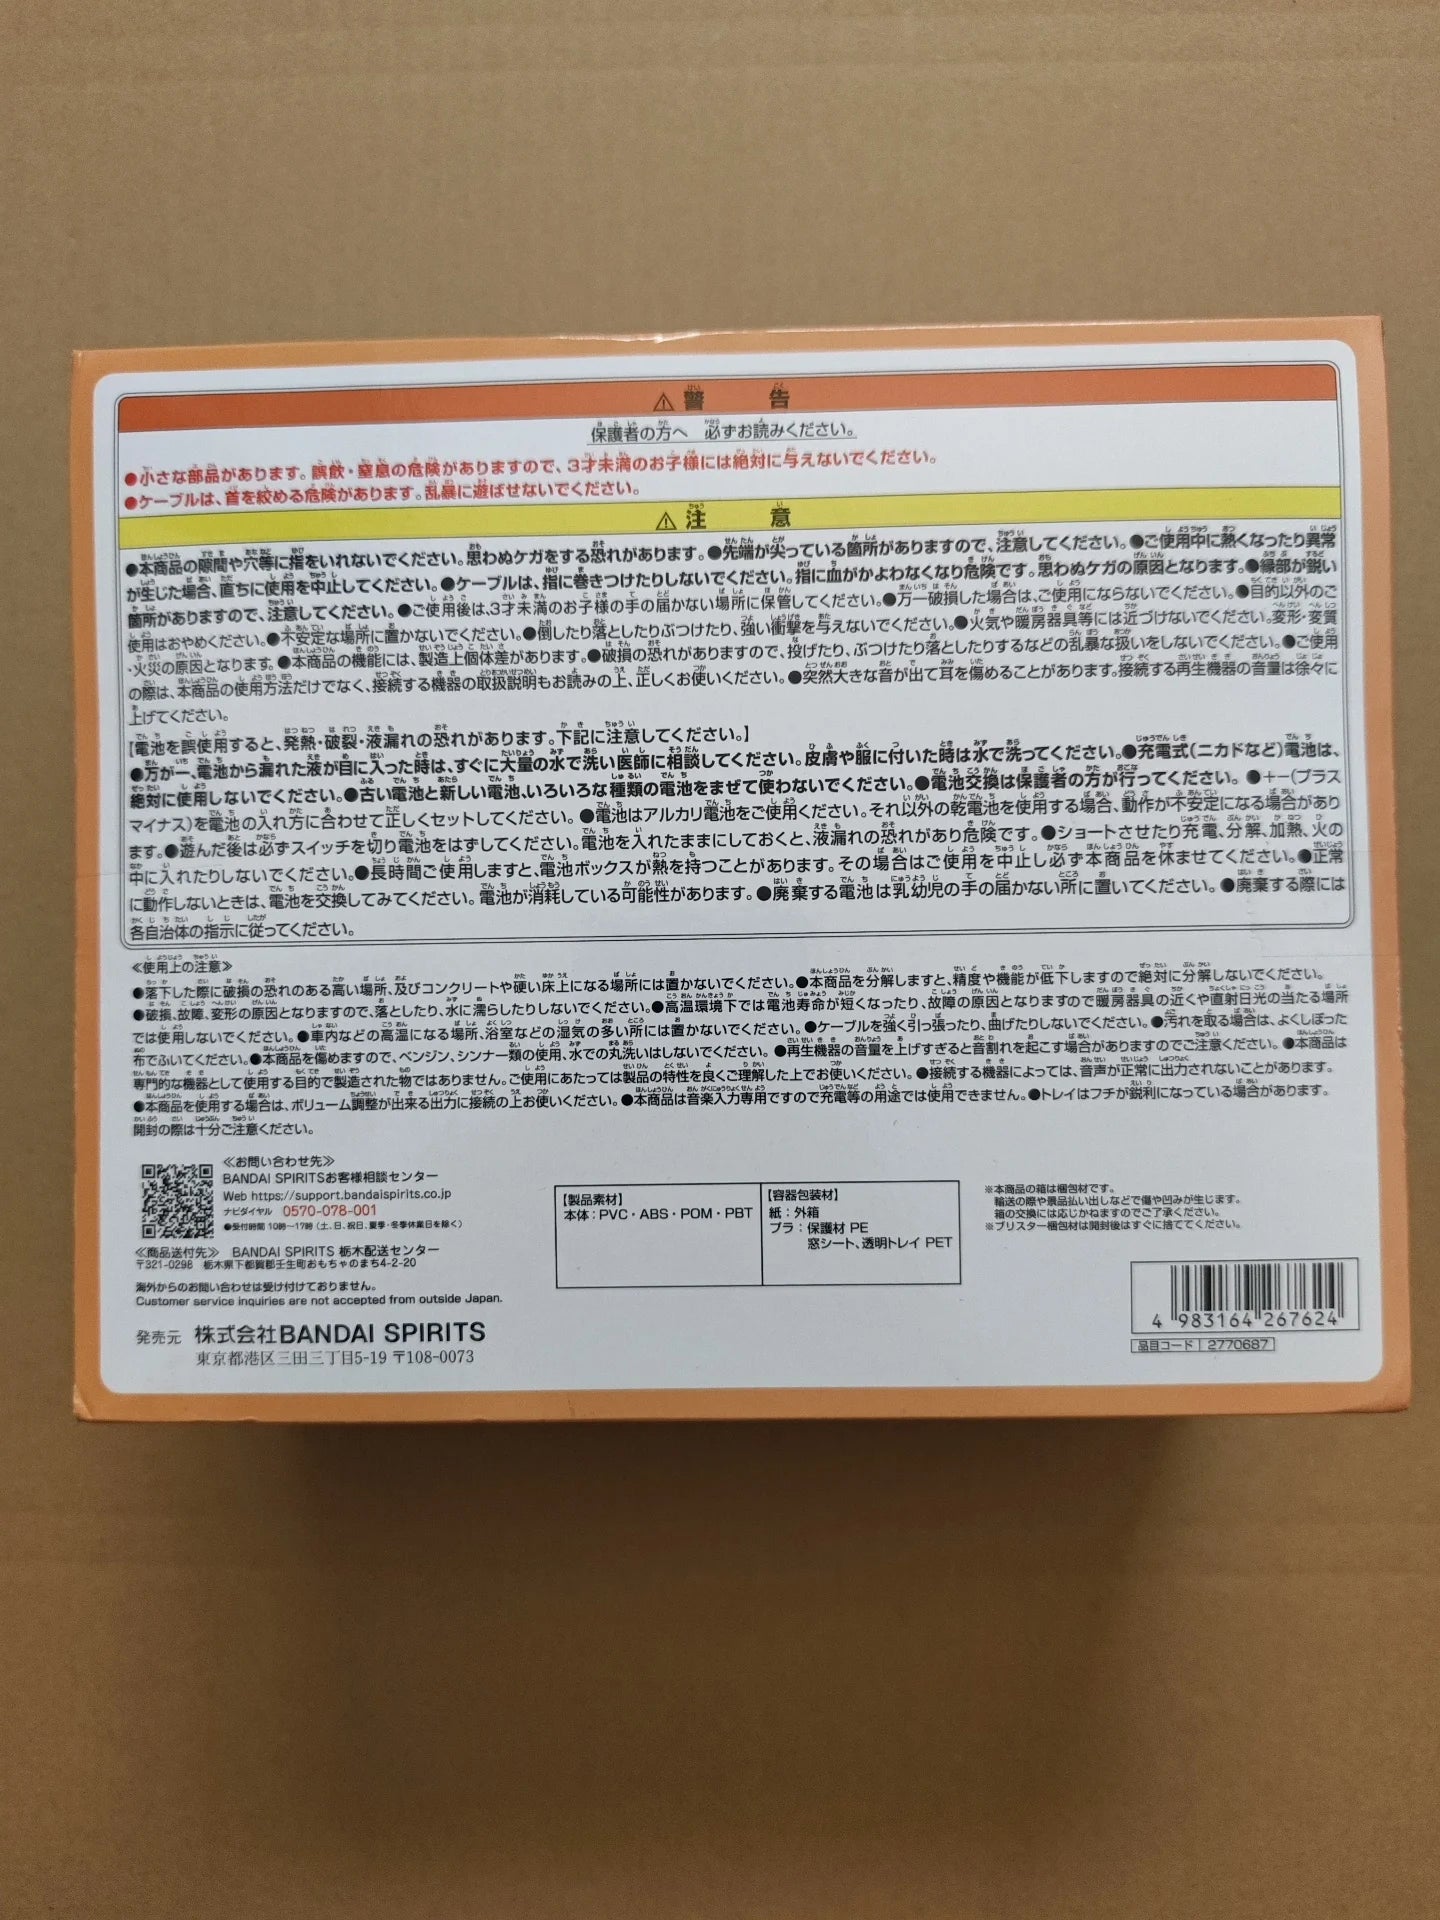 ⚠警告
保護者の方へ 必ずお読みください。
●小さな部品があります。誤飲・窒息の危険がありますので、3才未満のお子様には絶対に与えないでください。
●ケーブルは、首を絞める危険があります。乱暴に遊ばせないでください。
⚠注意
●本商品の隙間や穴等に指をいれないでください。思わぬケガをする恐れがあります。●先端が尖っている箇所がありますので、注意してください。●ご使用中に熱くなったり異常
が生じた場合、直ちに使用を中止してください。●ケーブルは、指に巻きつけたりしないでください。指に血がかよわなくなり危険です。思わぬケガの原因となります。●縁部が鋭い
箇所がありますので、注意してください。●ご使用後は、3才未満のお子様の手の届かない場所に保管してください。●万一破損した場合は、ご使用にならないでください。●目的以外のご
使用はおやめください。●不安定な場所に置かないでください。●倒したり落としたりぶつけたり、強い衝撃を与えないでください。●火気や暖房器具等には近づけないでください。変形・変質
・火災の原因となります。●本商品の機能には、製造上個体差があります。●破損の恐れがありますので、投げたり、ぶつけたり落としたりするなどの乱暴な扱いをしないでください。●ご使用
の際は、本商品の使用方法だけでなく、接続する機器の取扱説明もお読みの上、正しくお使いください。●突然大きな音が出て耳を傷めることがあります。接続する再生機器の音量は徐々に
上げてください。
【電池を誤使用すると、発熱・破裂・液漏れの恐れがあります。下記に注意してください。】
●万が一、電池から漏れた液が目に入った時は、すぐに大量の水で洗い医師に相談してください。皮膚や服に付いた時は水で洗ってください。●充電式(ニカドなど)電池は、
絶対に使用しないでください。●古い電池と新しい電池、いろいろな種類の電池をまぜて使わないでください。●電池交換は保護者の方が行ってください。●+-(プラス
マイナス)を電池の入れ方に合わせて正しくセットしてください。●電池はアルカリ電池をご使用ください。それ以外の乾電池を使用する場合、動作が不安定になる場合があり
ます。●遊んだ後は必ずスイッチを切り電池をはずしてください。電池を入れたままにしておくと、液漏れの恐れがあり危険です。●ショートさせたり充電、分解、加熱、火の
中に入れたりしないでください。●長時間ご使用しますと、電池ボックスが熱を持つことがあります。その場合はご使用を中止し必ず本商品を休ませてください。●正常
に動作しないときは、電池を交換してみてください。電池が消耗している可能性があります。●廃棄する電池は乳幼児の手の届かない所に置いてください。●廃棄する際には
各自治体の指示に従ってください。
≪使用上の注意≫
●落下した際に破損の恐れのある高い場所、及びコンクリートや硬い床上になる場所には置かないでください。●本商品を分解しますと、精度や機能が低下しますので絶対に分解しないでください。
●破損、故障、変形の原因となりますので、落としたり、水に濡らしたりしないでください。●高温環境下では電池寿命が短くなったり、故障の原因となりますので暖房器具の近くや直射日光の当たる場所
では使用しないでください。●車内などの高温になる場所、浴室などの湿気の多い所には置かないでください。●ケーブルを強く引っ張ったり、曲げたりしないでください。●汚れを取る場合は、よくしぼった
布でふいてください。●本商品を傷めますので、ベンジン、シンナー類の使用、水での丸洗いはしないでください。●再生機器の音量を上げすぎると音割れを起こす場合がありますのでご注意ください。●本商品は
専門的な機器として使用する目的で製造された物ではありません。ご使用にあたっては製品の特性を良くご理解した上でお使いください。●接続する機器によっては、音声が正常に出力されないことがあります。
●本商品を使用する場合は、ボリューム調整が出来る出力に接続の上お使いください。●本商品は音楽入力専用ですので充電等の用途では使用できません。●トレイはフチが鋭利になっている場合があります。
開封の際は十分ご注意ください。
≪お問い合わせ先≫
BANDAI SPIRITSお客様相談センター
Web https://support.bandaispirits.co.jp
ナビダイヤル 0570-078-001
●受付時間 10時～17時(土、日、祝日、夏季・冬季休業日を除く)
≪商品送付先≫ BANDAI SPIRITS 栃木配送センター
〒321-0298 栃木県下都賀郡壬生町おもちゃのまち4-2-20
海外からのお問い合わせは受け付けておりません。
Customer service inquiries are not accepted from outside Japan.
発売元 株式会社BANDAI SPIRITS
東京都港区三田三丁目5-19 〒108-0073
【製品素材】
本体：PVC・ABS・POM・PBT
【容器包装材】
紙：外箱
プラ：保護材 PE
窓シート、透明トレイ PET
※本商品の箱は梱包材です。
輸送の際や景品払い出しなどで傷や凹みが生じます。
箱の交換には応じかねますのでご了承ください。
※ブリスター梱包材は開封後はすぐに捨ててください。
4 983164 267624
品目コード 2770687